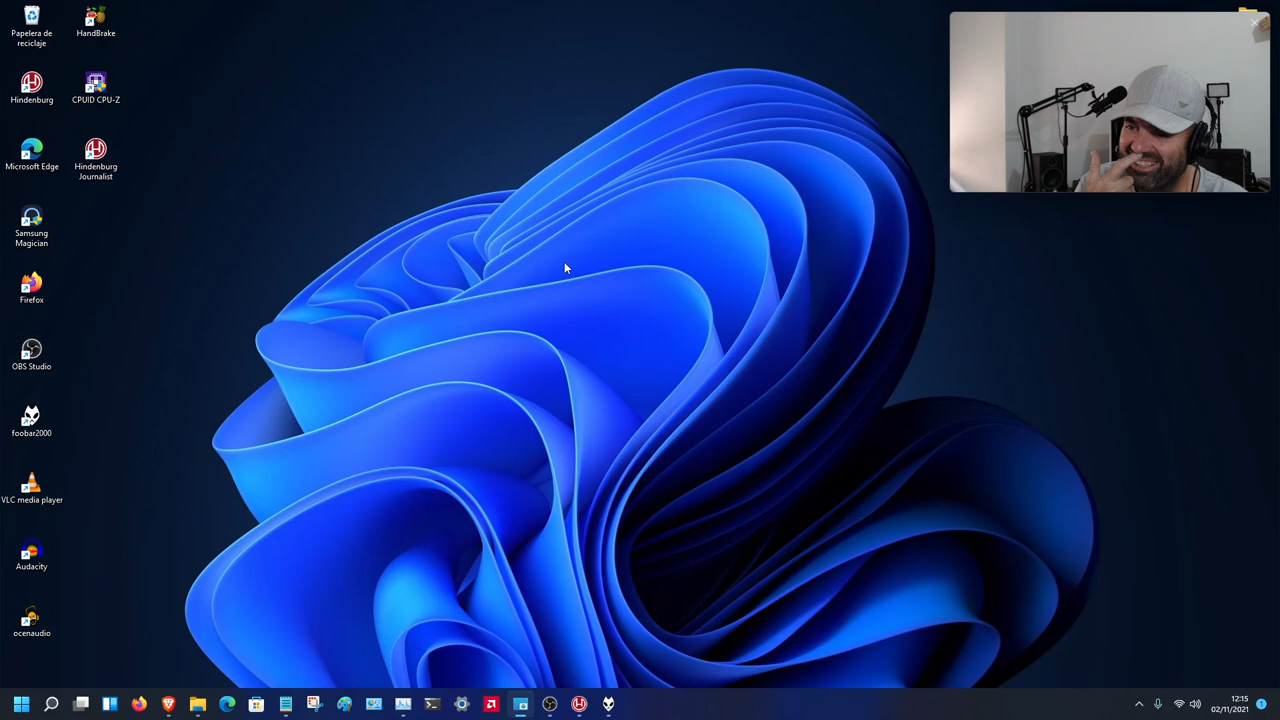 Papelera de
reciclaje
HandBrake
Hindenburg
CPUID CPU-Z
Microsoft Edge
Hindenburg
Journalist
Samsung
Magician
Firefox
OBS Studio
foobar2000
VLC media player
Audacity
ocenaudio
12:15
02/11/2021
1